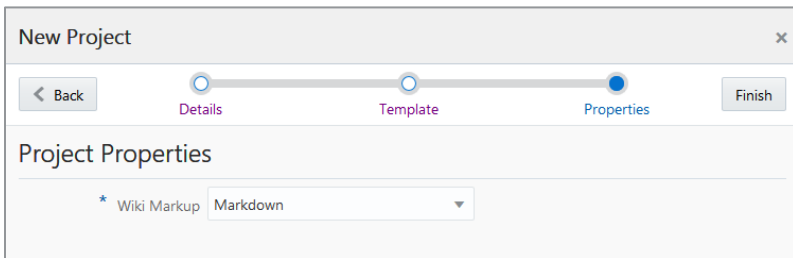 New Project ×
Back
Finish
Details Template Properties
Project Properties
* Wiki Markup Markdown